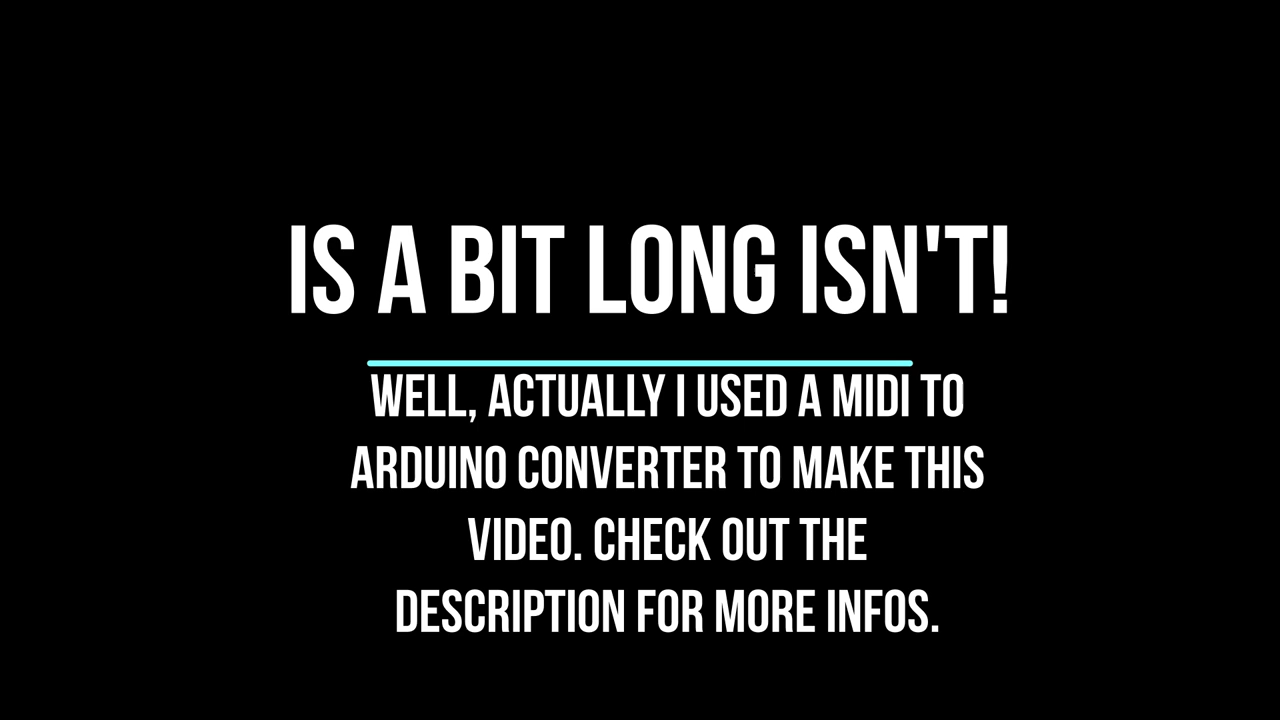 IS A BIT LONG ISN'T!
WELL, ACTUALLY I USED A MIDI TO
ARDUINO CONVERTER TO MAKE THIS
VIDEO. CHECK OUT THE
DESCRIPTION FOR MORE INFOS.